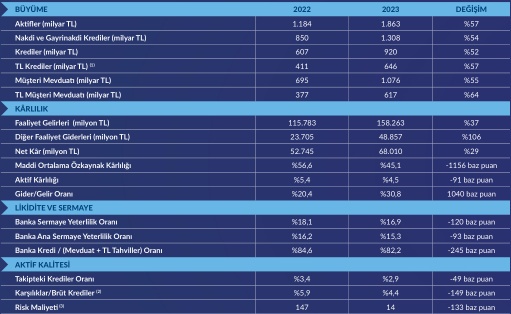 BÜYÜME 2022 2023 DEĞİŞİM
Aktifler (milyar TL) 1.184 1.863 %57
Nakdi ve Gayrinakdi Krediler (milyar TL) 850 1.308 %54
Krediler (milyar TL) 607 920 %52
TL Krediler (milyar TL) (1) 411 646 %57
Müşteri Mevduatı (milyar TL) 695 1.076 %55
TL Müşteri Mevduatı (milyar TL) 377 617 %64
KÂRLILIK
Faaliyet Gelirleri (milyon TL) 115.783 158.263 %37
Diğer Faaliyet Giderleri (milyon TL) 23.705 48.857 %106
Net Kâr (milyon TL) 52.745 68.010 %29
Maddi Ortalama Özkaynak Kârlılığı %56,6 %45,1 -1156 baz puan
Aktif Kârlılığı %5,4 %4,5 -91 baz puan
Gider/Gelir Oranı %20,4 %30,8 1040 baz puan
LİKİDİTE VE SERMAYE
Banka Sermaye Yeterlilik Oranı %18,1 %16,9 -120 baz puan
Banka Ana Sermaye Yeterlilik Oranı %16,2 %15,3 -93 baz puan
Banka Kredi / (Mevduat + TL Tahviller) Oranı %84,6 %82,2 -245 baz puan
AKTİF KALİTESİ
Takipteki Krediler Oranı %3,4 %2,9 -49 baz puan
Karşılıklar/Brüt Krediler (2) %5,9 %4,4 -149 baz puan
Risk Maliyeti (3) 147 14 -133 baz puan